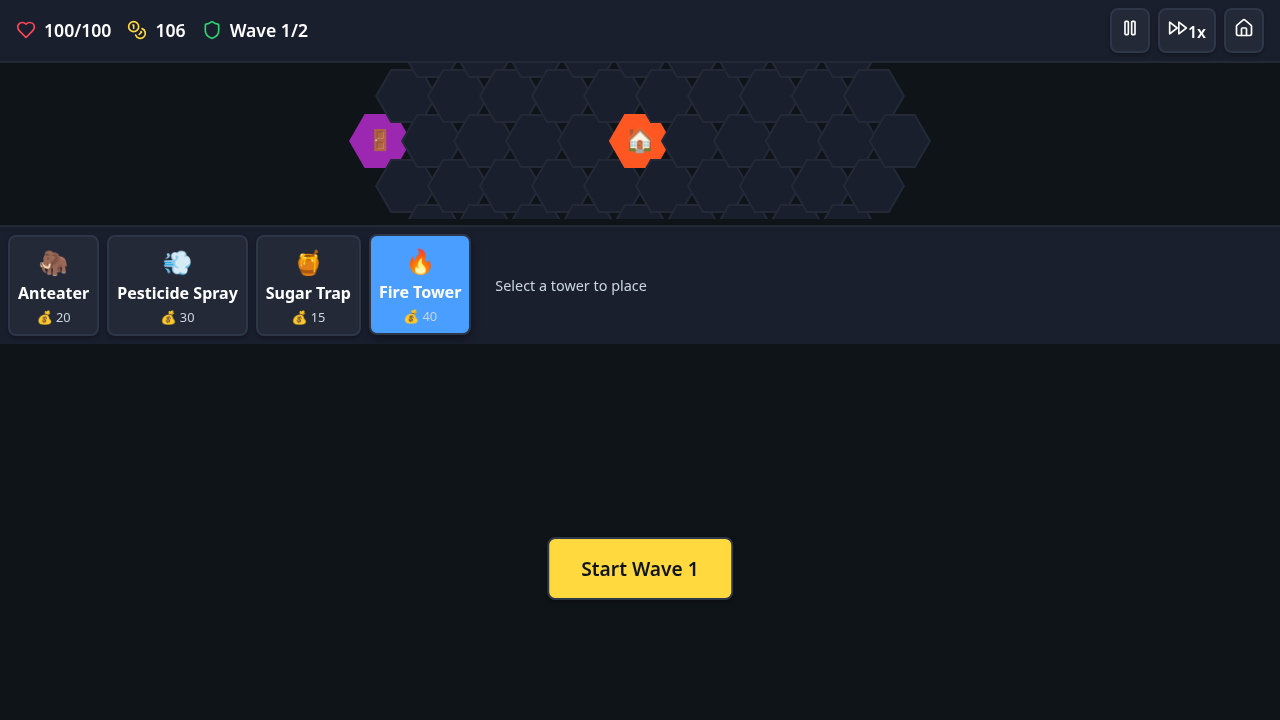 100/100 106 Wave 1/2 1x
Anteater Pesticide Spray Sugar Trap Fire Tower
20 30 15 40
Select a tower to place
Start Wave 1